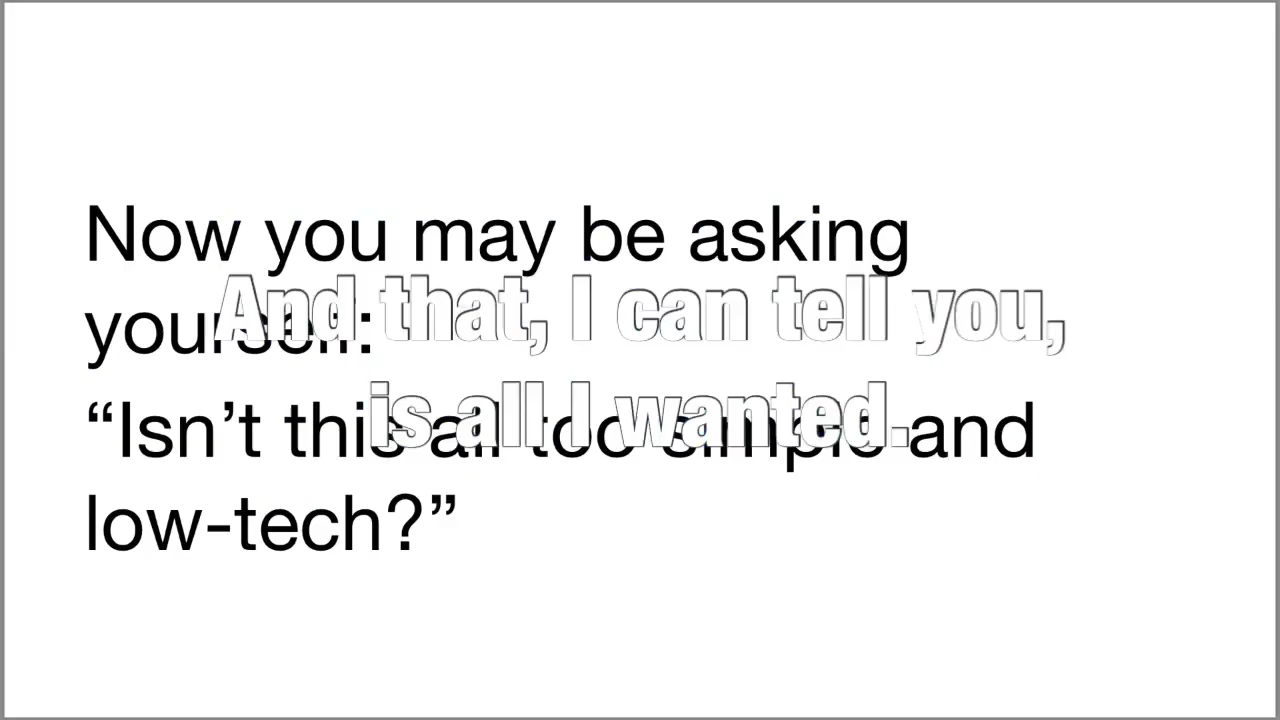 Now you may be asking
yourself:
“Isn’t this all too simple and
low-tech?”
And that, I can tell you,
is all I wanted.